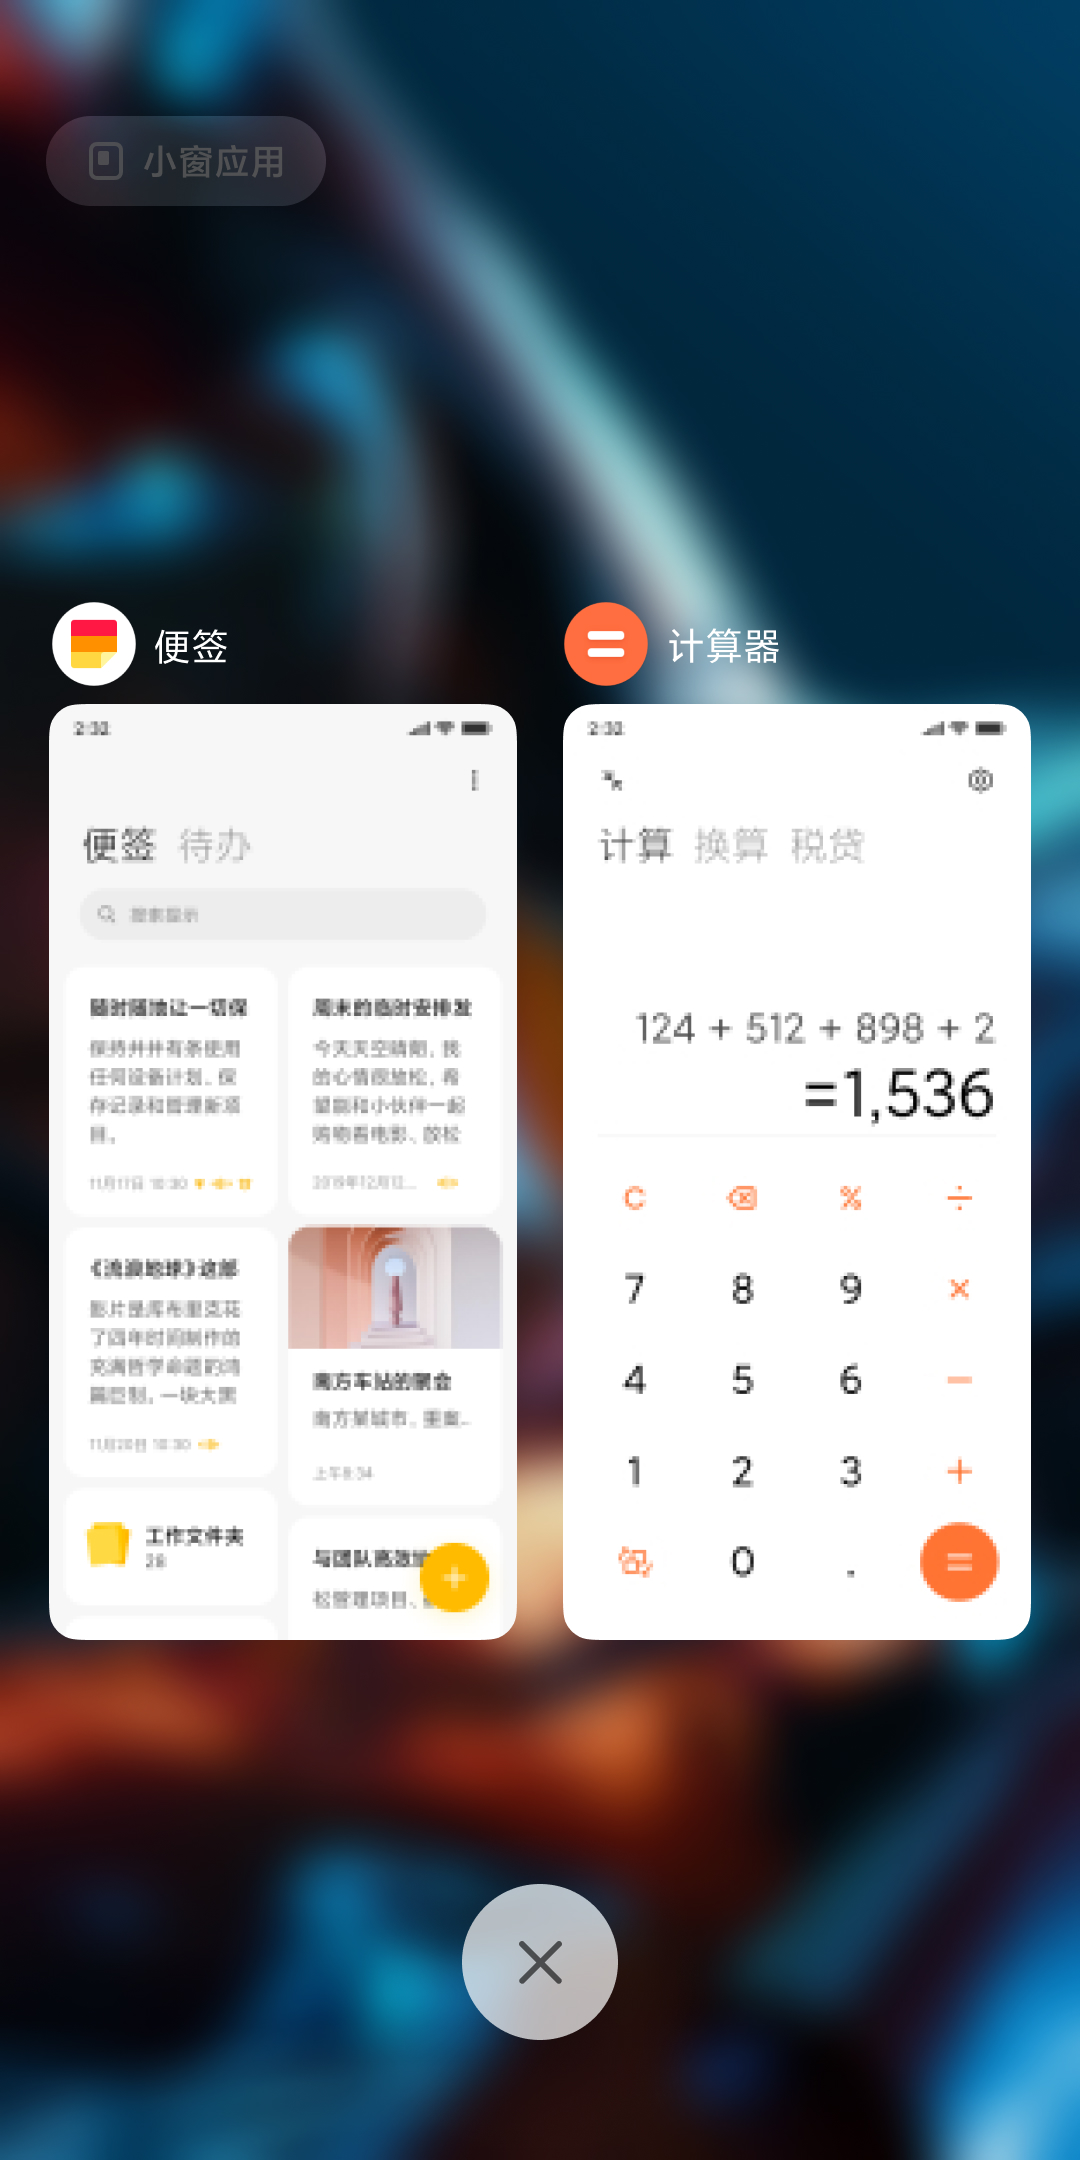 小窗应用
便签
计算器
2:32
便签 待办
搜索显示
随时随地让一切保
保持井井有条使用
任何设备计划、保
存记录和管理新项
目。
11月17日 10:30
周末的临时安排发
今天天空晴朗，我
的心情很放松，希
望能和小伙伴一起
购物看电影、放松
2019年12月12...
《流浪地球》这部
影片是库布里克花
了四年时间制作的
充满哲学命题的鸿
篇巨制，一块大黑
11月20日 10:30
南方车站的聚会
南方某城市，重案...
上午8:34
工作文件夹
28
与团队高效
松管理项目、
2:32
计算 换算 税贷
124 + 512 + 898 + 2
=1,536
C % ÷
7 8 9 ×
4 5 6 −
1 2 3 +
0 . =